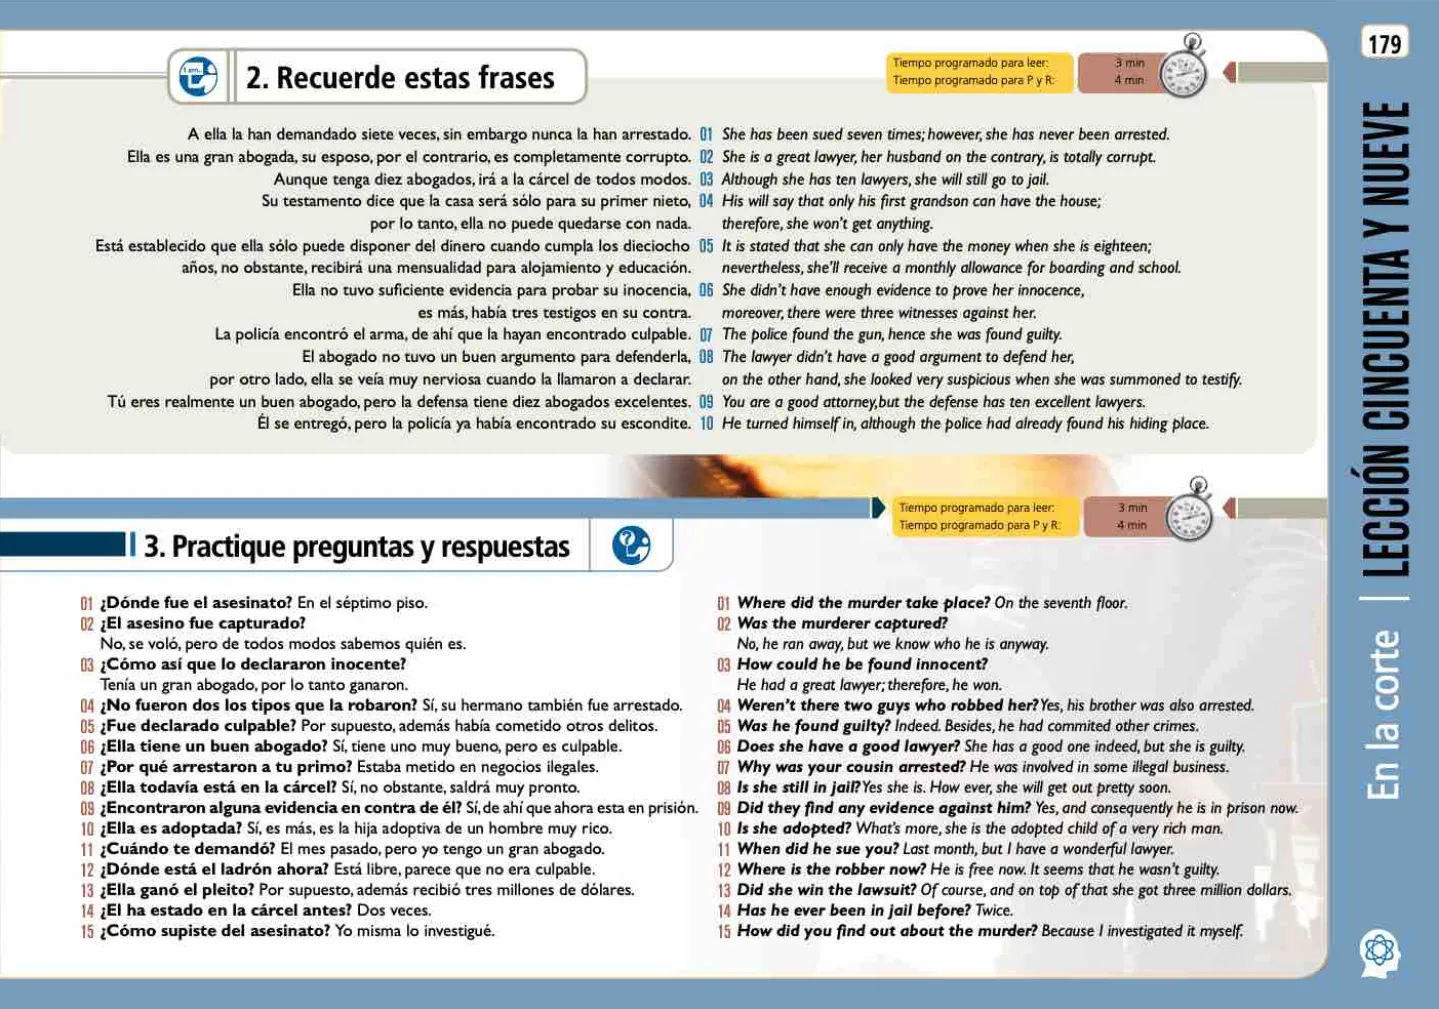 179
LECCIÓN CINCUENTA Y NUEVE
En la corte
2. Recuerde estas frases
Tiempo programado para leer: 3 min
Tiempo programado para P y R: 4 min
A ella la han demandado siete veces, sin embargo nunca la han arrestado. 01 She has been sued seven times; however, she has never been arrested.
Ella es una gran abogada, su esposo, por el contrario, es completamente corrupto. 02 She is a great lawyer, her husband on the contrary, is totally corrupt.
Aunque tenga diez abogados, irá a la cárcel de todos modos. 03 Although she has ten lawyers, she will still go to jail.
Su testamento dice que la casa será sólo para su primer nieto, 04 His will say that only his first grandson can have the house;
por lo tanto, ella no puede quedarse con nada. therefore, she won't get anything.
Está establecido que ella sólo puede disponer del dinero cuando cumpla los dieciocho 05 It is stated that she can only have the money when she is eighteen;
años, no obstante, recibirá una mensualidad para alojamiento y educación. nevertheless, she'll receive a monthly allowance for boarding and school.
Ella no tuvo suficiente evidencia para probar su inocencia, 06 She didn't have enough evidence to prove her innocence,
es más, había tres testigos en su contra. moreover, there were three witnesses against her.
La policía encontró el arma, de ahí que la hayan encontrado culpable. 07 The police found the gun, hence she was found guilty.
El abogado no tuvo un buen argumento para defenderla, 08 The lawyer didn't have a good argument to defend her,
por otro lado, ella se veía muy nerviosa cuando la llamaron a declarar. on the other hand, she looked very suspicious when she was summoned to testify.
Tú eres realmente un buen abogado, pero la defensa tiene diez abogados excelentes. 09 You are a good attorney,but the defense has ten excellent lawyers.
Él se entregó, pero la policía ya había encontrado su escondite. 10 He turned himself in, although the police had already found his hiding place.
3. Practique preguntas y respuestas
Tiempo programado para leer: 3 min
Tiempo programado para P y R: 4 min
01 ¿Dónde fue el asesinato? En el séptimo piso.
02 ¿El asesino fue capturado?
No, se voló, pero de todos modos sabemos quién es.
03 ¿Cómo así que lo declararon inocente?
Tenía un gran abogado, por lo tanto ganaron.
04 ¿No fueron dos los tipos que la robaron? Sí, su hermano también fue arrestado.
05 ¿Fue declarado culpable? Por supuesto, además había cometido otros delitos.
06 ¿Ella tiene un buen abogado? Sí, tiene uno muy bueno, pero es culpable.
07 ¿Por qué arrestaron a tu primo? Estaba metido en negocios ilegales.
08 ¿Ella todavía está en la cárcel? Sí, no obstante, saldrá muy pronto.
09 ¿Encontraron alguna evidencia en contra de él? Sí, de ahí que ahora esta en prisión.
10 ¿Ella es adoptada? Sí, es más, es la hija adoptiva de un hombre muy rico.
11 ¿Cuándo te demandó? El mes pasado, pero yo tengo un gran abogado.
12 ¿Dónde está el ladrón ahora? Está libre, parece que no era culpable.
13 ¿Ella ganó el pleito? Por supuesto, además recibió tres millones de dólares.
14 ¿El ha estado en la cárcel antes? Dos veces.
15 ¿Cómo supiste del asesinato? Yo misma lo investigué.
01 Where did the murder take place? On the seventh floor.
02 Was the murderer captured?
No, he ran away, but we know who he is anyway.
03 How could he be found innocent?
He had a great lawyer; therefore, he won.
04 Weren't there two guys who robbed her? Yes, his brother was also arrested.
05 Was he found guilty? Indeed. Besides, he had commited other crimes.
06 Does she have a good lawyer? She has a good one indeed, but she is guilty.
07 Why was your cousin arrested? He was involved in some illegal business.
08 Is she still in jail? Yes she is. How ever, she will get out pretty soon.
09 Did they find any evidence against him? Yes, and consequently he is in prison now.
10 Is she adopted? What's more, she is the adopted child of a very rich man.
11 When did he sue you? Last month, but I have a wonderful lawyer.
12 Where is the robber now? He is free now. It seems that he wasn't guilty.
13 Did she win the lawsuit? Of course, and on top of that she got three million dollars.
14 Has he ever been in jail before? Twice.
15 How did you find out about the murder? Because I investigated it myself.